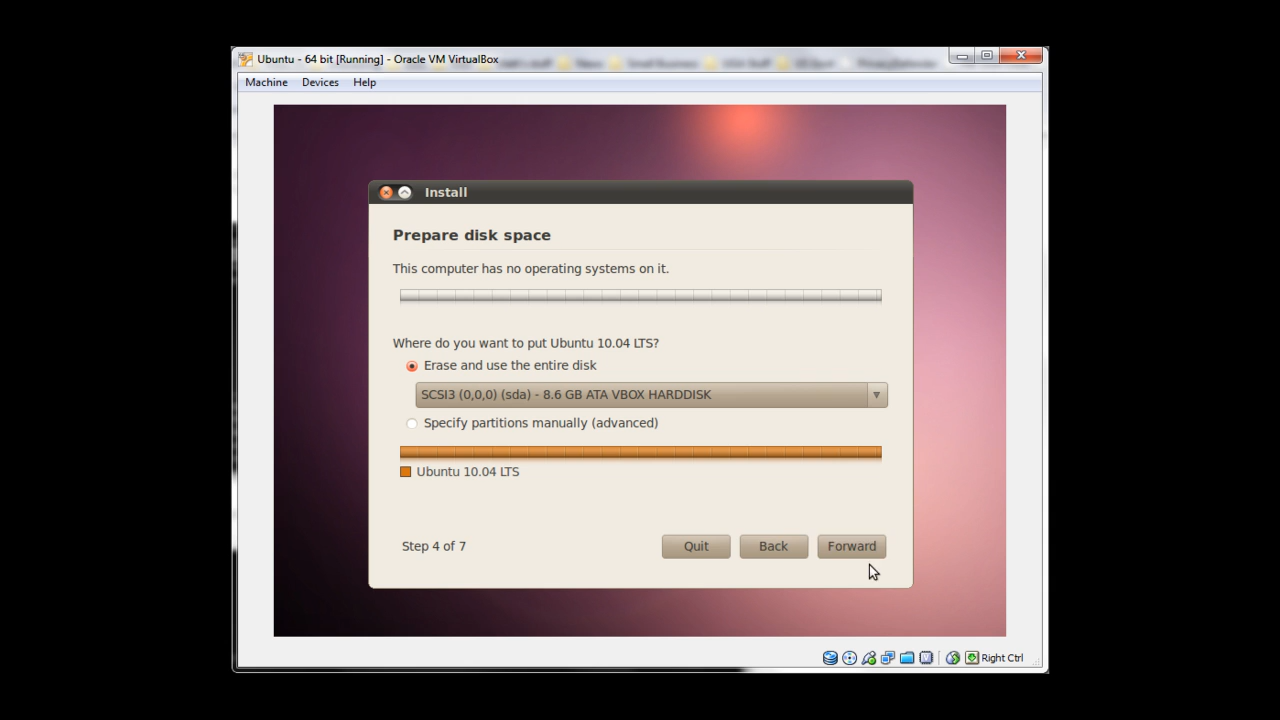 Ubuntu - 64 bit [Running] - Oracle VM VirtualBox
Machine Devices Help
Install
Prepare disk space
This computer has no operating systems on it.
Where do you want to put Ubuntu 10.04 LTS?
Erase and use the entire disk
SCSI3 (0,0,0) (sda) - 8.6 GB ATA VBOX HARDDISK
Specify partitions manually (advanced)
Ubuntu 10.04 LTS
Step 4 of 7
Quit Back Forward
Right Ctrl